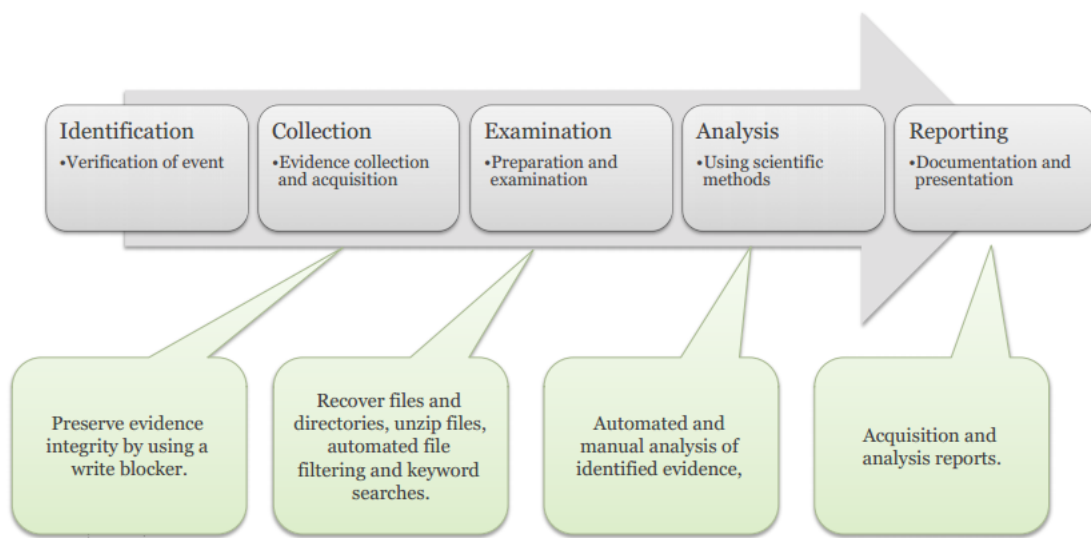 Identification
•Verification of event
Collection
•Evidence collection
and acquisition
Examination
•Preparation and
examination
Analysis
•Using scientific
methods
Reporting
•Documentation and
presentation
Preserve evidence
integrity by using a
write blocker.
Recover files and
directories, unzip files,
automated file
filtering and keyword
searches.
Automated and
manual analysis of
identified evidence,
Acquisition and
analysis reports.